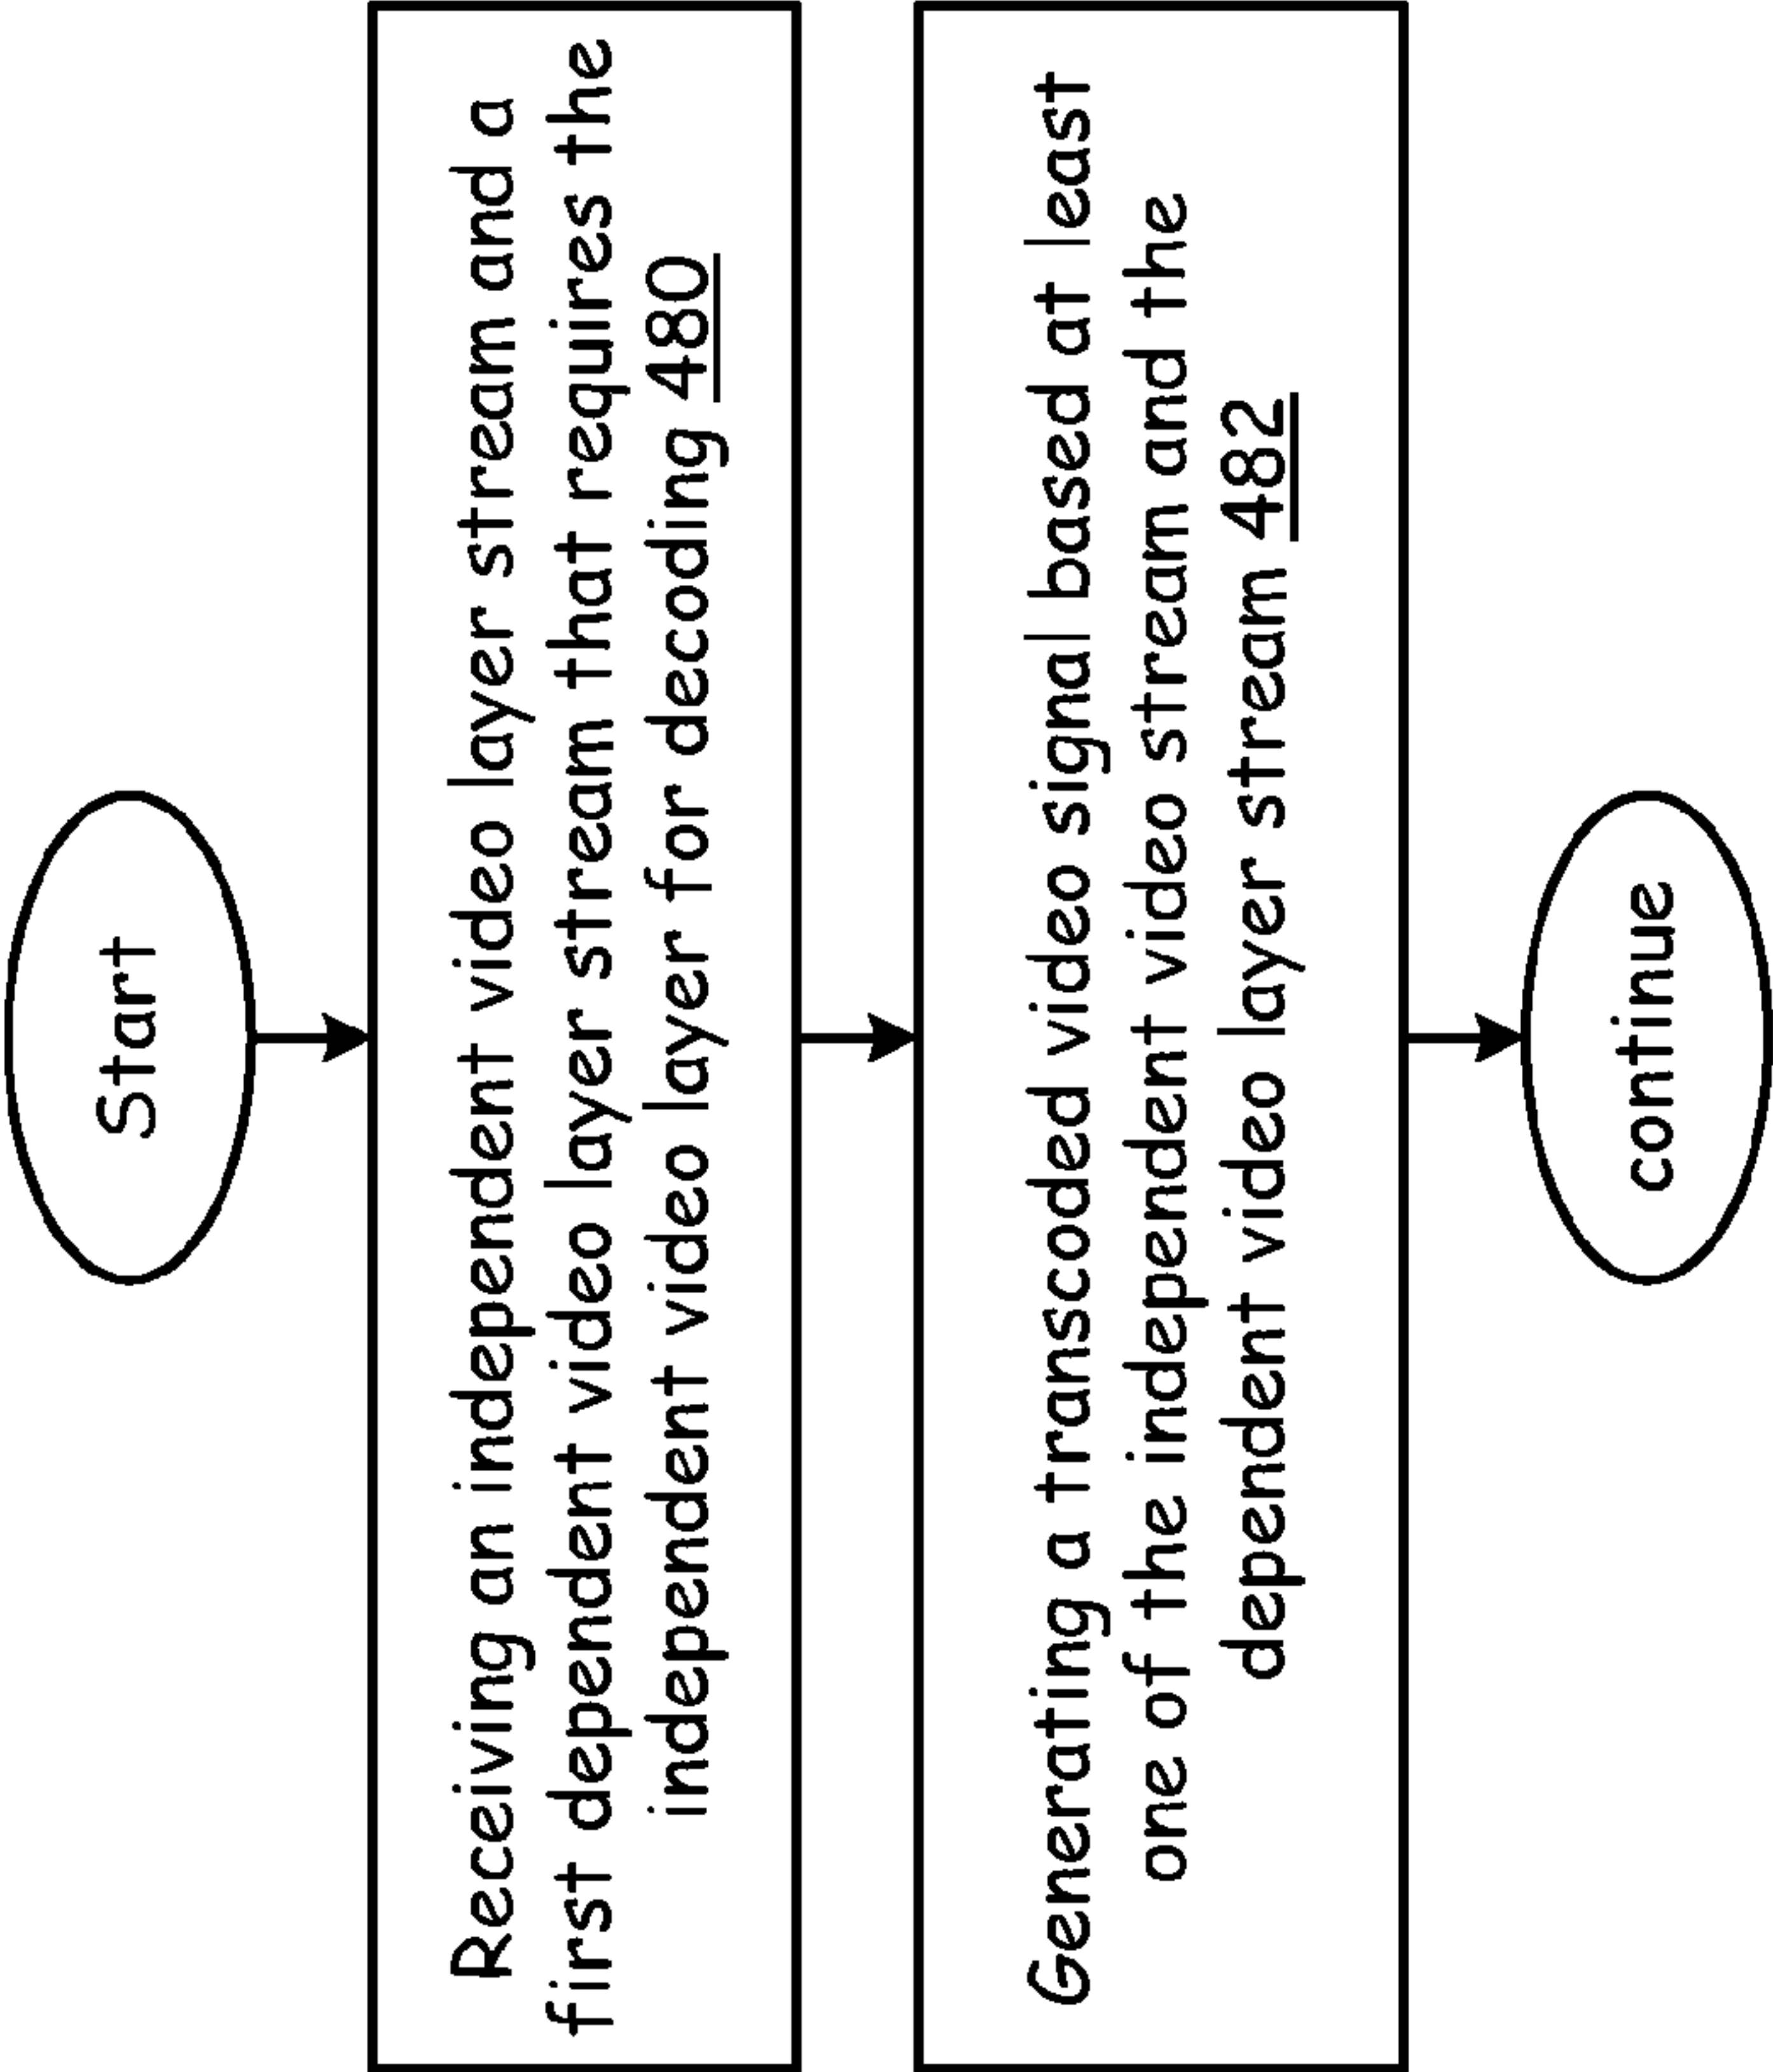 Start
Receiving an independent video layer stream and a
first dependent video layer stream that requires the
independent video layer for decoding 480
Generating a transcoded video signal based at least
one of the independent video stream and the
dependent video layer stream 482
continue